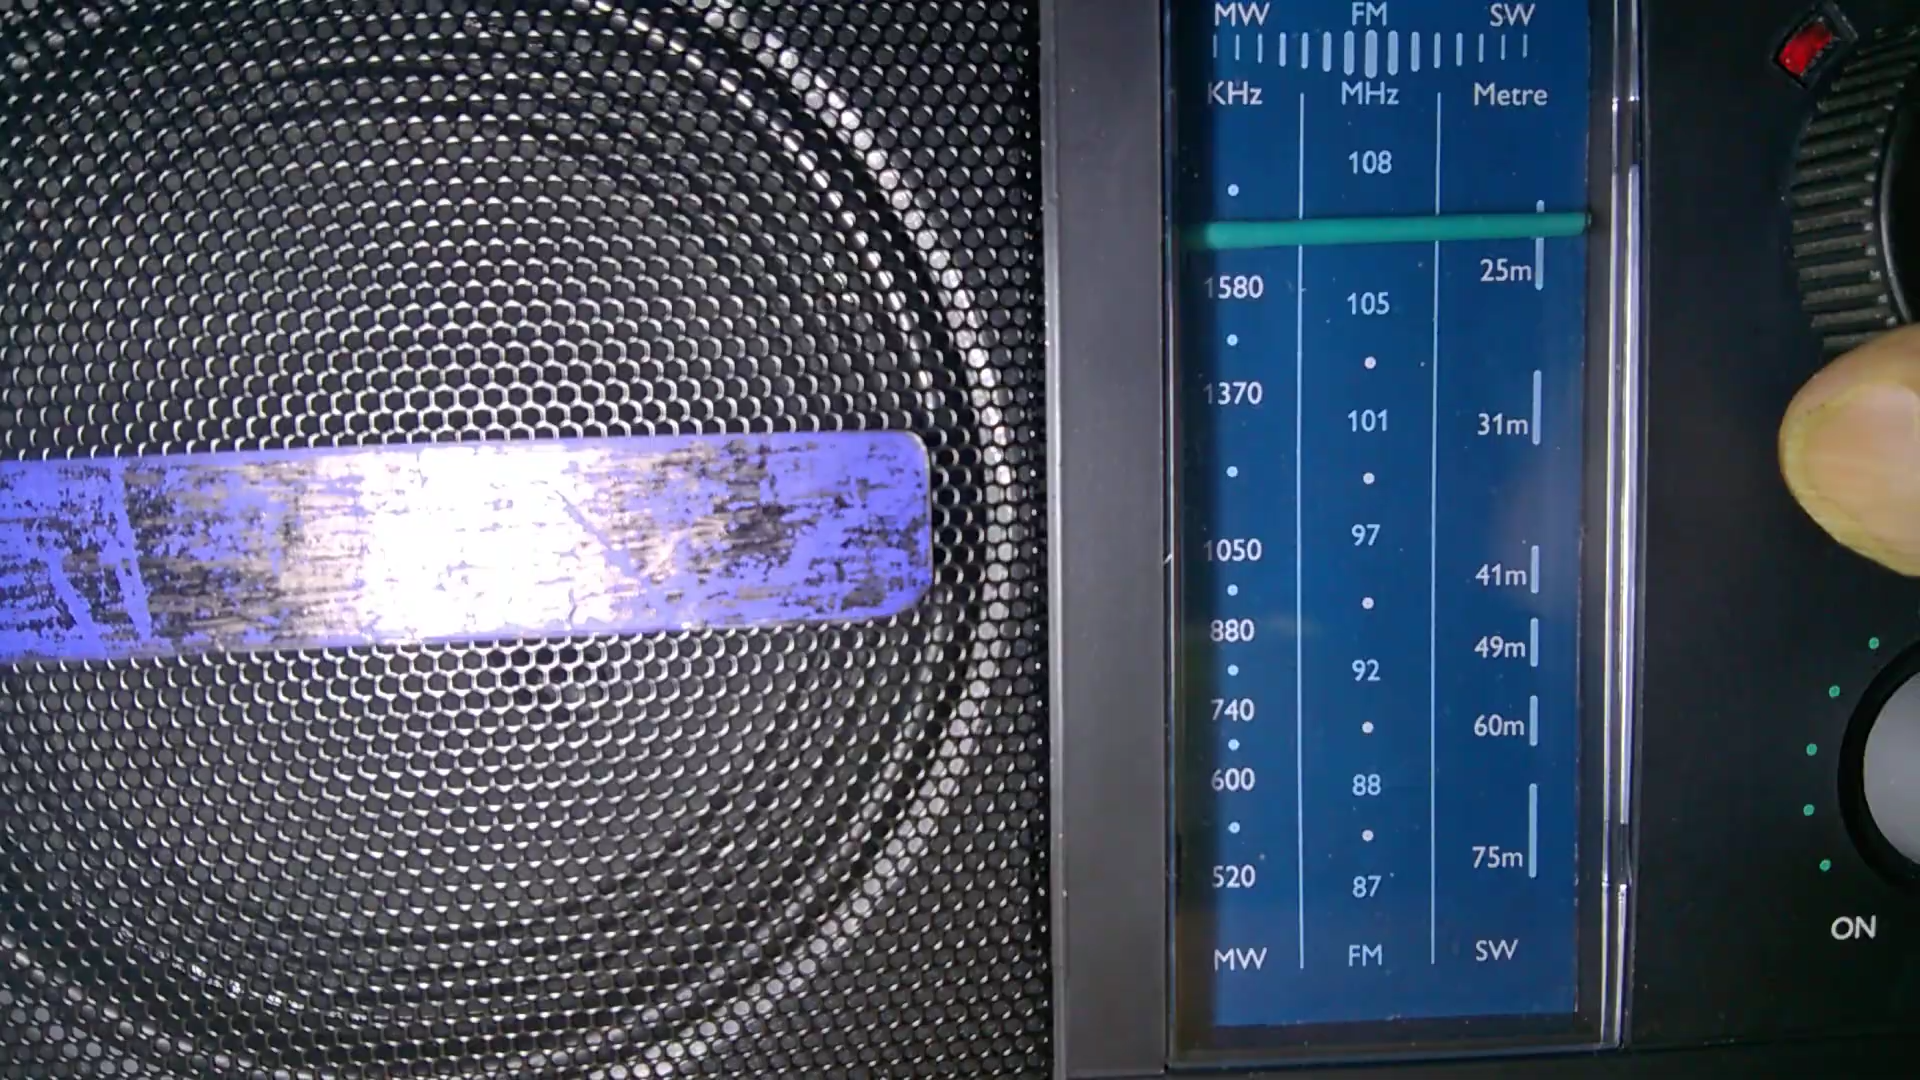 MW FM SW
KHz MHz Metre
108
25m
1580 105
1370 101 31m
1050 97 41m
880 92 49m
740 60m
600 88
520 87 75m
MW FM SW
ON